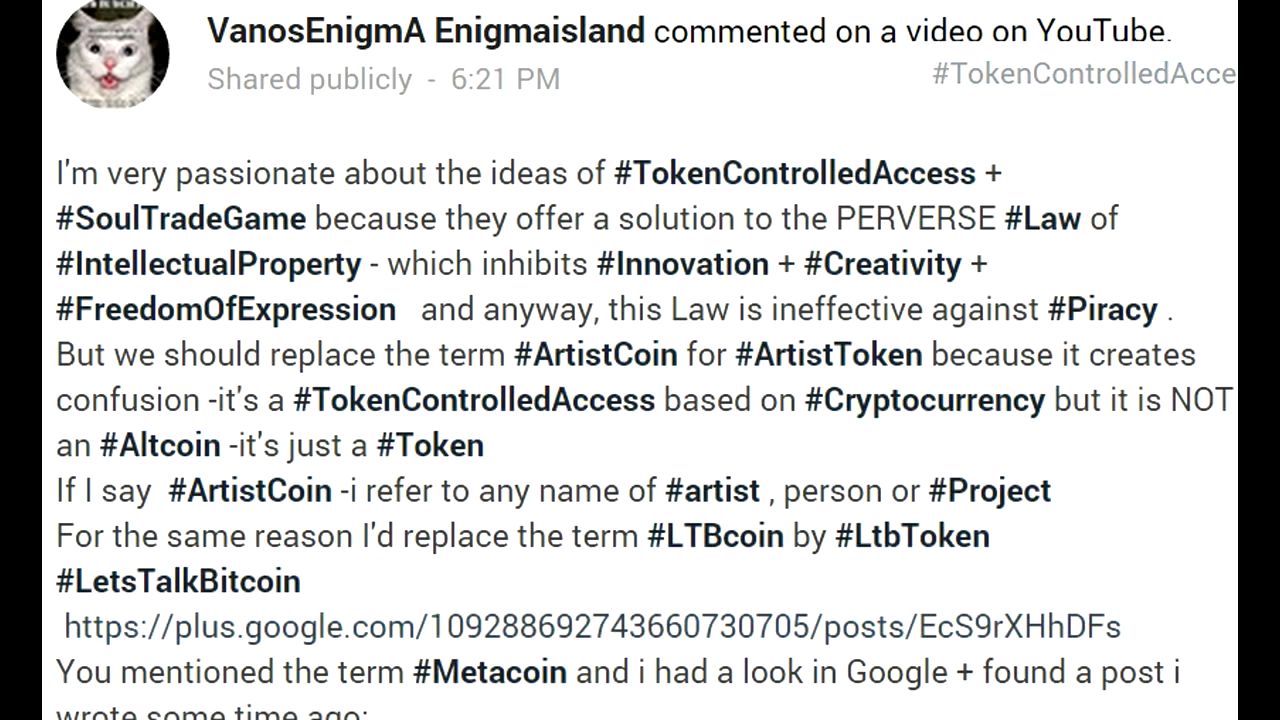 VanosEnigmA Enigmaisland commented on a video on YouTube.
Shared publicly - 6:21 PM
#TokenControlledAcce
I'm very passionate about the ideas of #TokenControlledAccess +
#SoulTradeGame because they offer a solution to the PERVERSE #Law of
#IntellectualProperty - which inhibits #Innovation + #Creativity +
#FreedomOfExpression and anyway, this Law is ineffective against #Piracy .
But we should replace the term #ArtistCoin for #ArtistToken because it creates
confusion -it's a #TokenControlledAccess based on #Cryptocurrency but it is NOT
an #Altcoin -it's just a #Token
If I say #ArtistCoin -i refer to any name of #artist , person or #Project
For the same reason I'd replace the term #LTBcoin by #LtbToken
#LetsTalkBitcoin
https://plus.google.com/109288692743660730705/posts/EcS9rXHhDFs
You mentioned the term #Metacoin and i had a look in Google + found a post i
wrote some time ago: